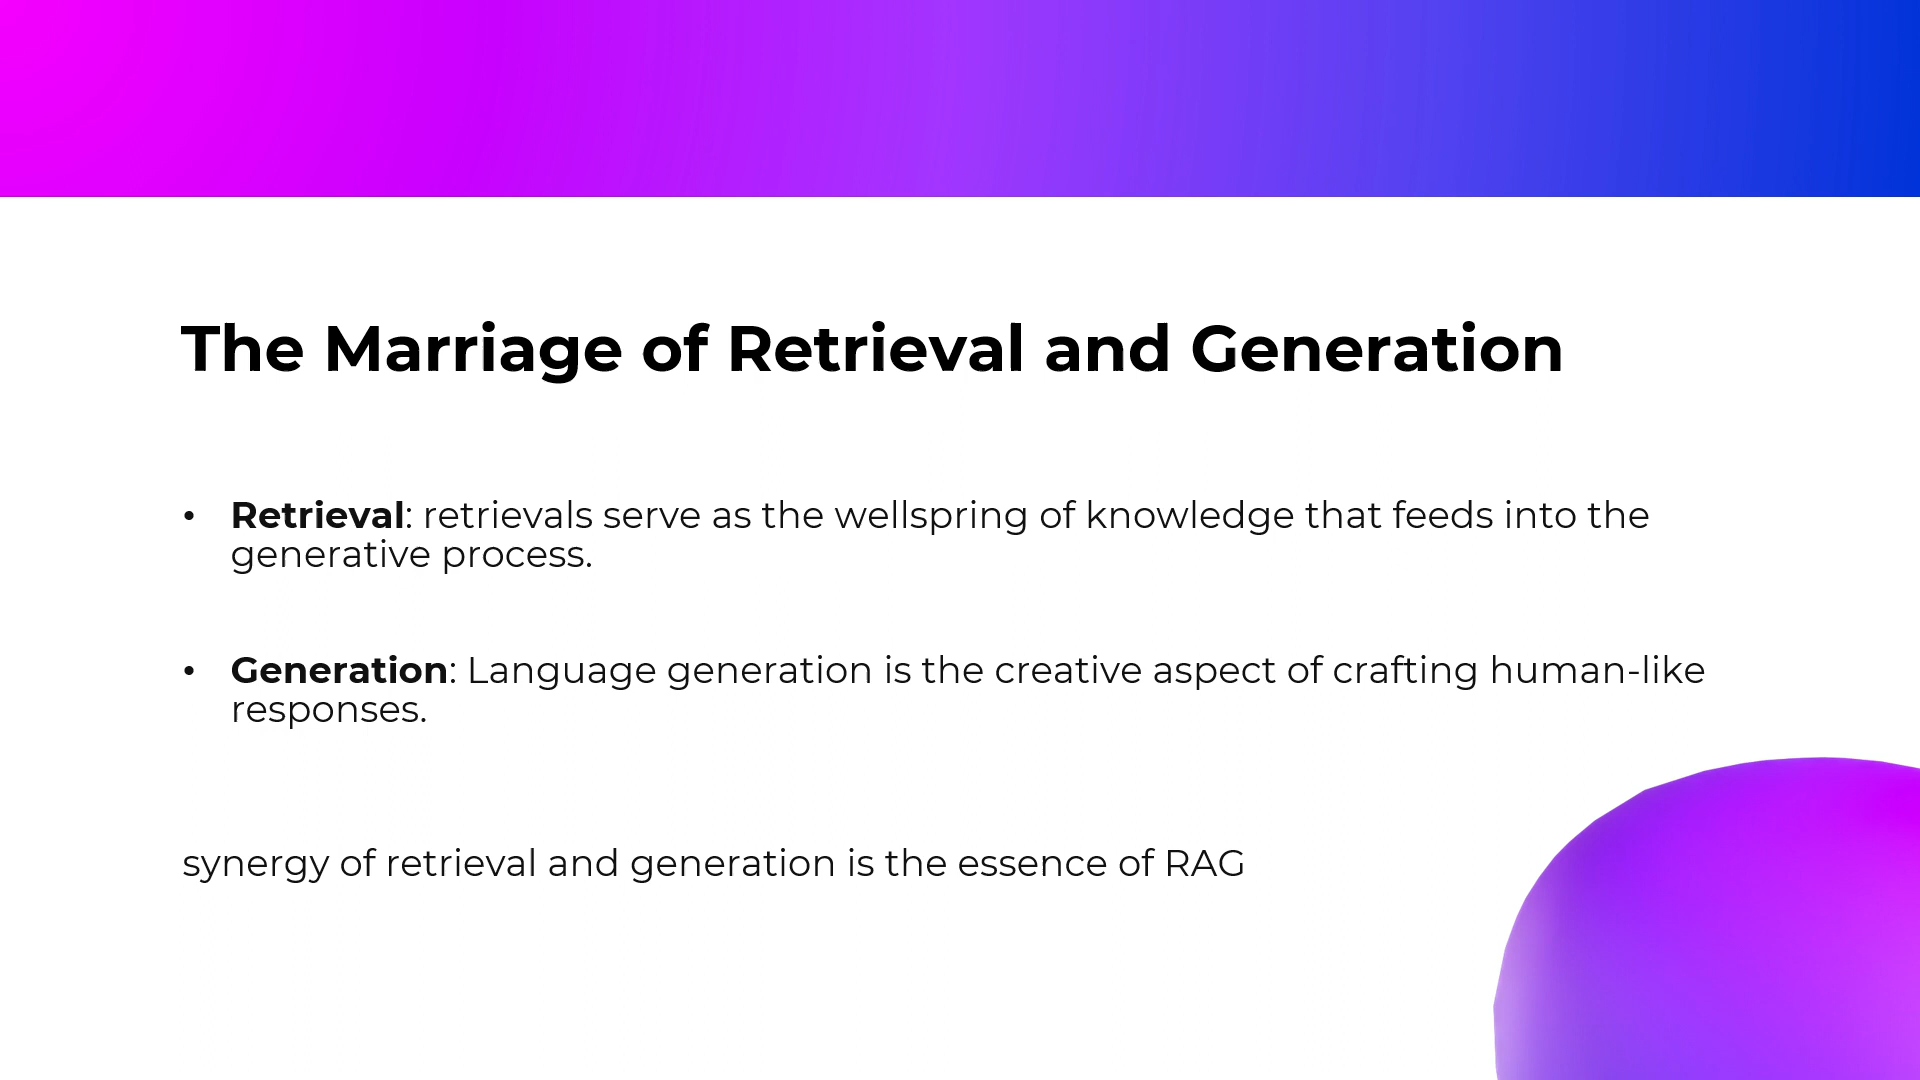 The Marriage of Retrieval and Generation
• Retrieval: retrievals serve as the wellspring of knowledge that feeds into the
generative process.
• Generation: Language generation is the creative aspect of crafting human-like
responses.
synergy of retrieval and generation is the essence of RAG